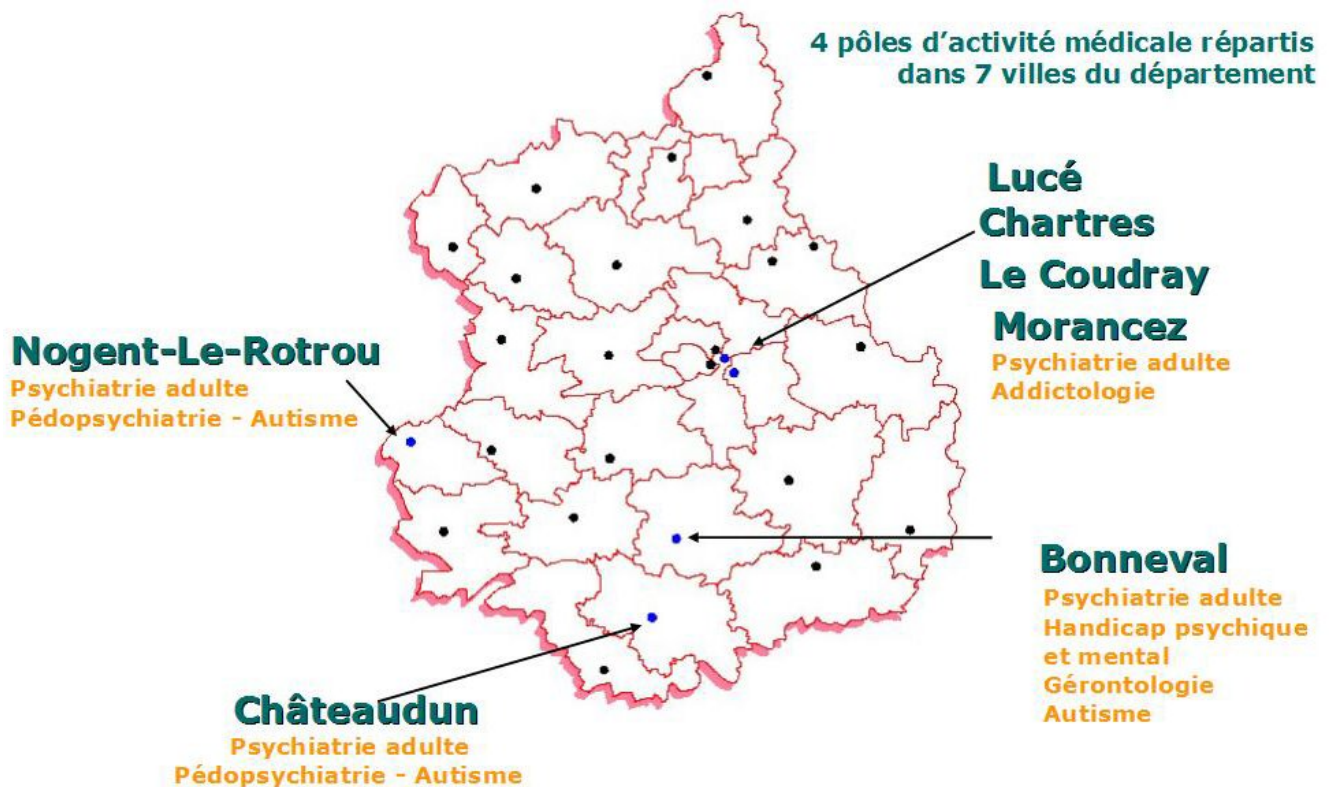 4 pôles d'activité médicale répartis
dans 7 villes du département
Lucé
Chartres
Le Coudray
Morancez
Psychiatrie adulte
Addictologie
Nogent-Le-Rotrou
Psychiatrie adulte
Pédopsychiatrie - Autisme
Bonneval
Psychiatrie adulte
Handicap psychique
et mental
Gérontologie
Autisme
Châteaudun
Psychiatrie adulte
Pédopsychiatrie - Autisme